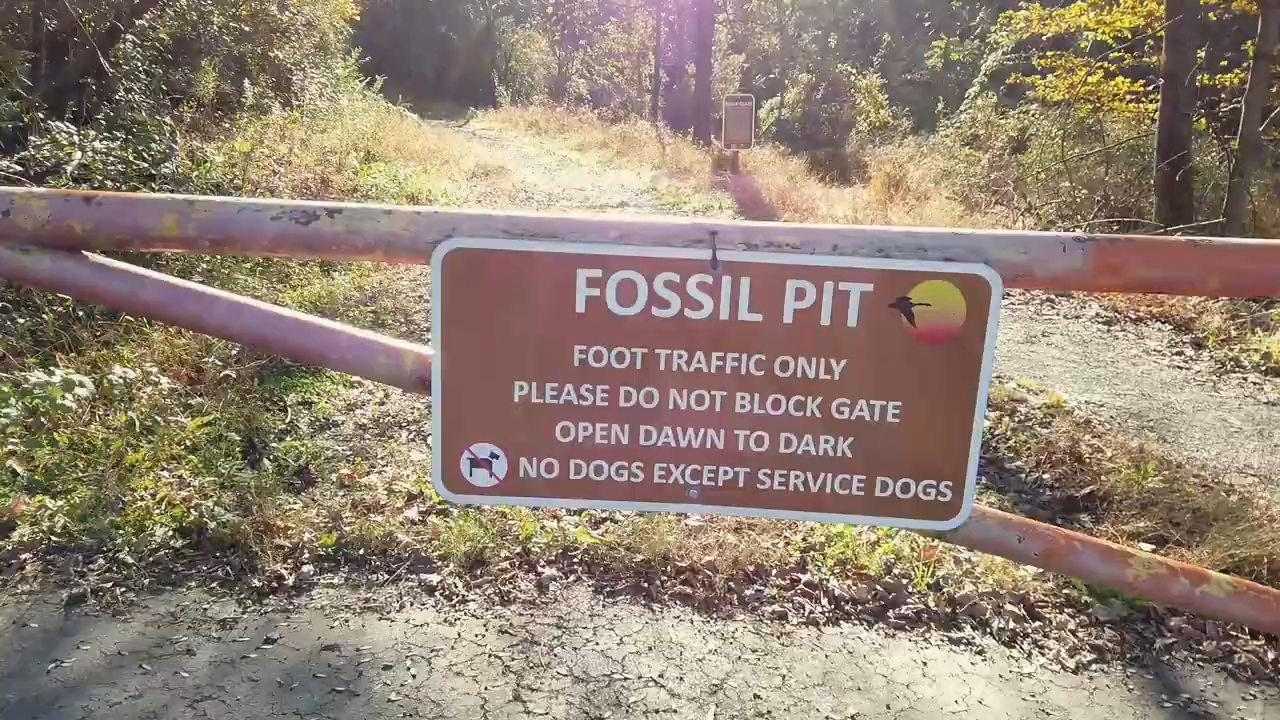 FOSSIL PIT
FOOT TRAFFIC ONLY
PLEASE DO NOT BLOCK GATE
OPEN DAWN TO DARK
NO DOGS EXCEPT SERVICE DOGS